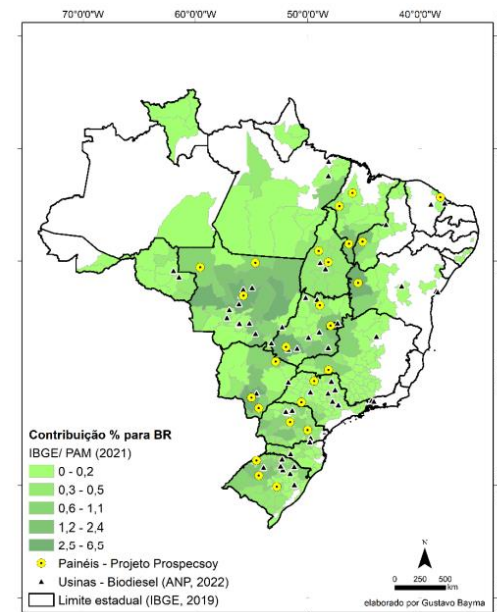 70°0'0"W 60°0'0"W 50°0'0"W 40°0'0"W
Contribuição % para BR
IBGE/ PAM (2021)
0 - 0,2
0,3 - 0,5
0,6 - 1,1
1,2 - 2,4
2,5 - 6,5
Painéis - Projeto Prospecsoy
Usinas - Biodiesel (ANP, 2022)
Limite estadual (IBGE, 2019)
N
0 250 500
km
elaborado por Gustavo Bayma